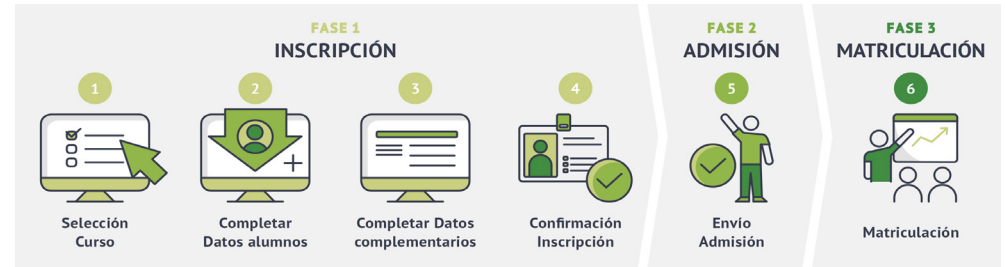 FASE 1
INSCRIPCIÓN
1
2
3
4
Selección
Curso
Completar
Datos alumnos
Completar Datos
complementarios
Confirmación
Inscripción
FASE 2
ADMISIÓN
5
Envío
Admisión
FASE 3
MATRICULACIÓN
6
Matriculación